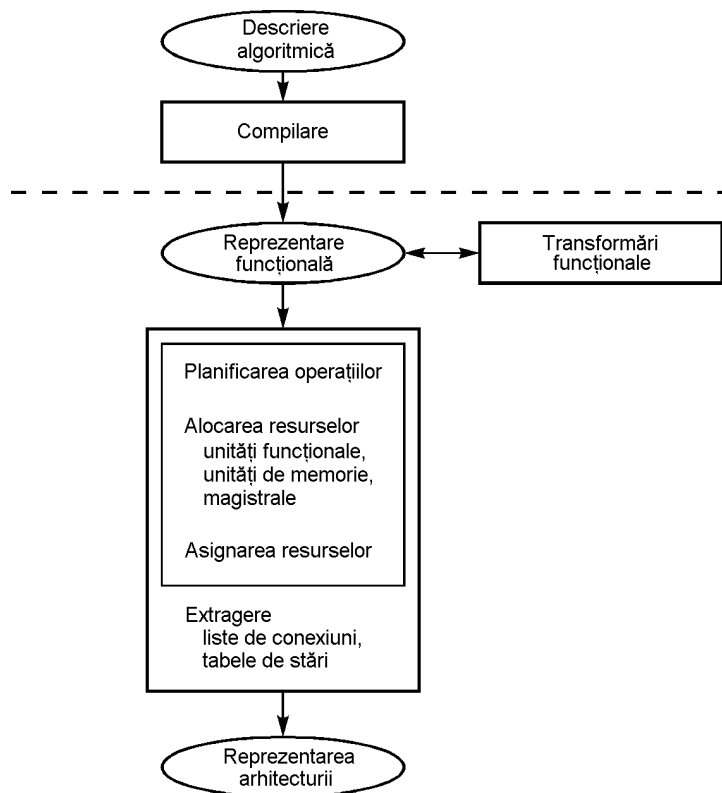 Descriere
algoritmică
Compilare
Reprezentare
funcțională
Transformări
funcționale
Planificarea operațiilor
Alocarea resurselor
unități funcționale,
unități de memorie,
magistrale
Asignarea resurselor
Extragere
liste de conexiuni,
tabele de stări
Reprezentarea
arhitecturii